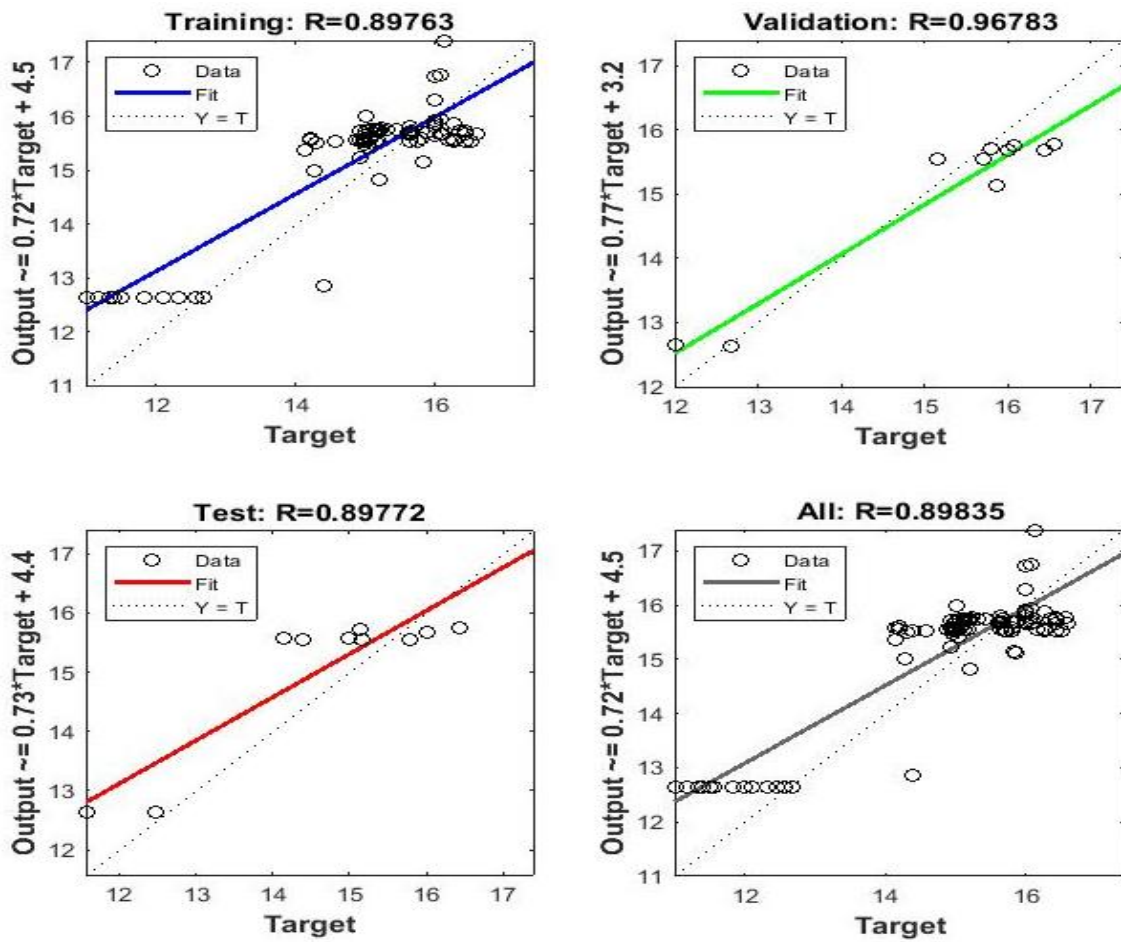 Training: R=0.89763
Output ~= 0.72*Target + 4.5
Data
Fit
Y = T
17
16
15
14
13
12
11
12 14 16
Target
Validation: R=0.96783
Output ~= 0.77*Target + 3.2
Data
Fit
Y = T
17
16
15
14
13
12
12 13 14 15 16 17
Target
Test: R=0.89772
Output ~= 0.73*Target + 4.4
Data
Fit
Y = T
17
16
15
14
13
12
12 13 14 15 16 17
Target
All: R=0.89835
Output ~= 0.72*Target + 4.5
Data
Fit
Y = T
17
16
15
14
13
12
11
12 14 16
Target